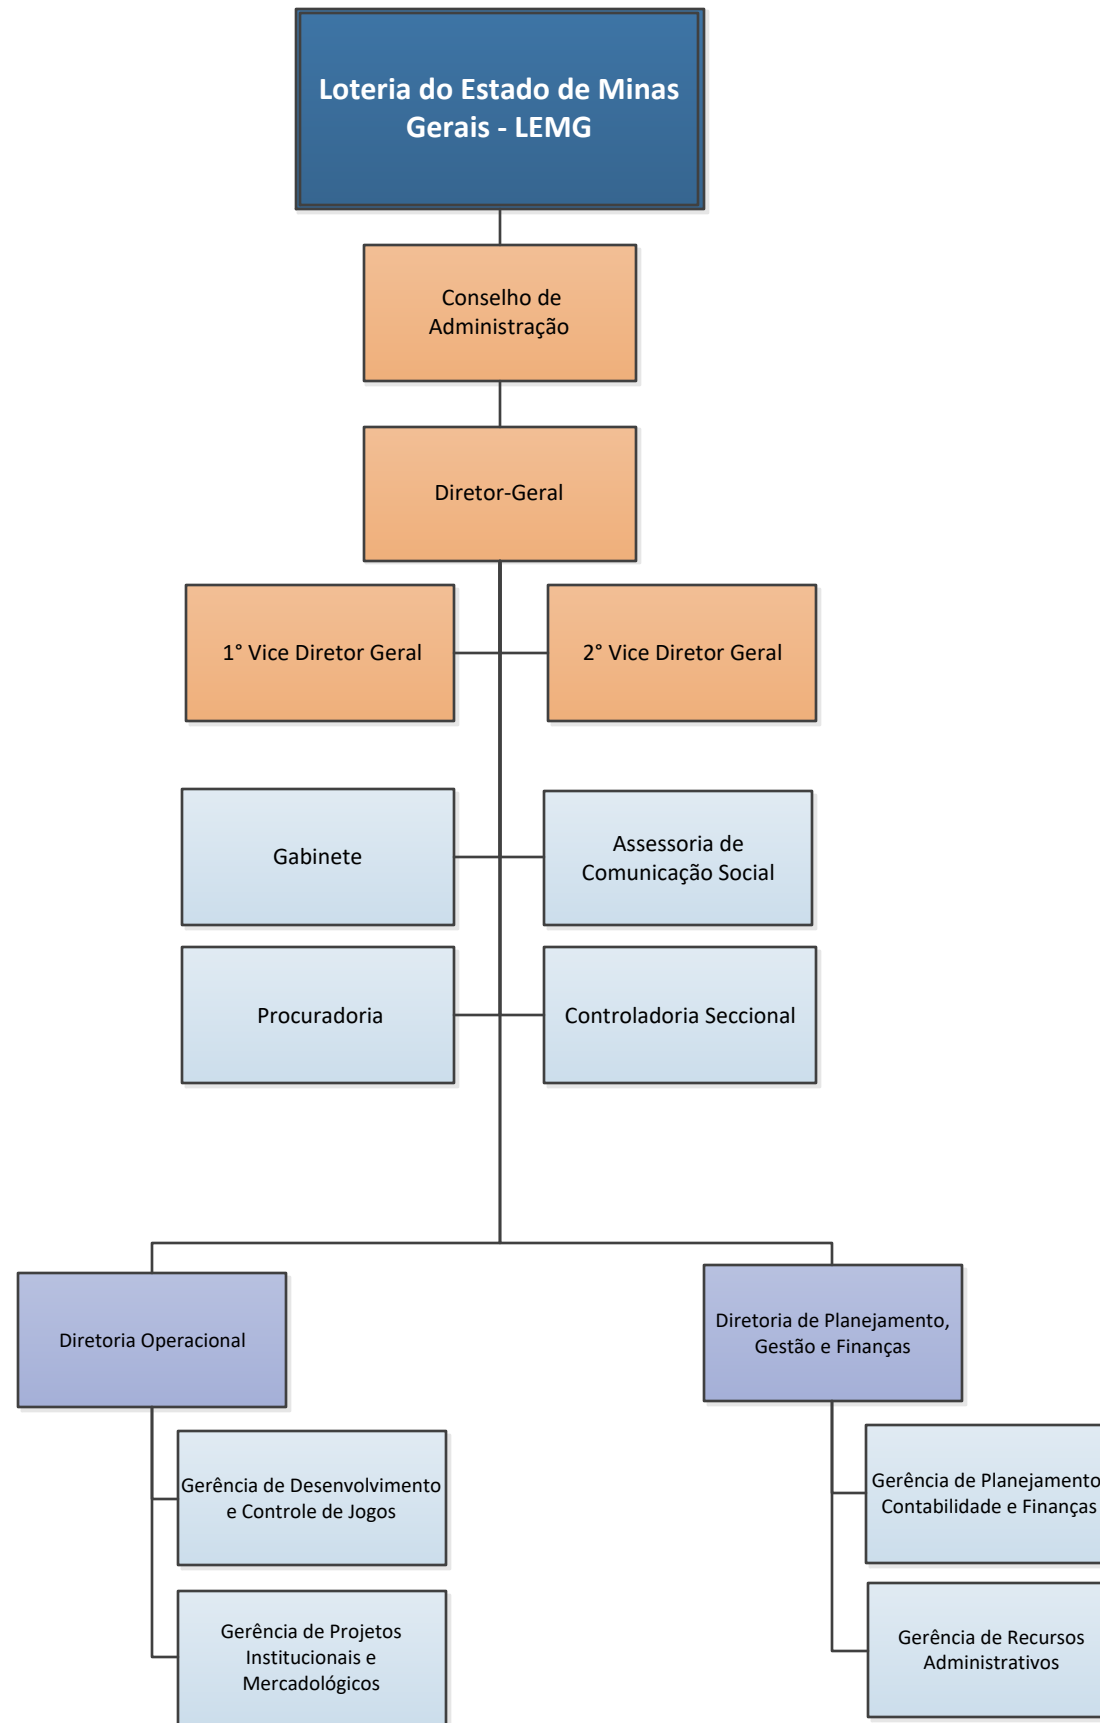 Loteria do Estado de Minas
Gerais - LEMG
Conselho de
Administração
Diretor-Geral
1° Vice Diretor Geral
2° Vice Diretor Geral
Gabinete
Assessoria de
Comunicação Social
Procuradoria
Controladoria Seccional
Diretoria Operacional
Diretoria de Planejamento,
Gestão e Finanças
Gerência de Desenvolvimento
e Controle de Jogos
Gerência de Planejamento
Contabilidade e Finanças
Gerência de Projetos
Institucionais e
Mercadológicos
Gerência de Recursos
Administrativos